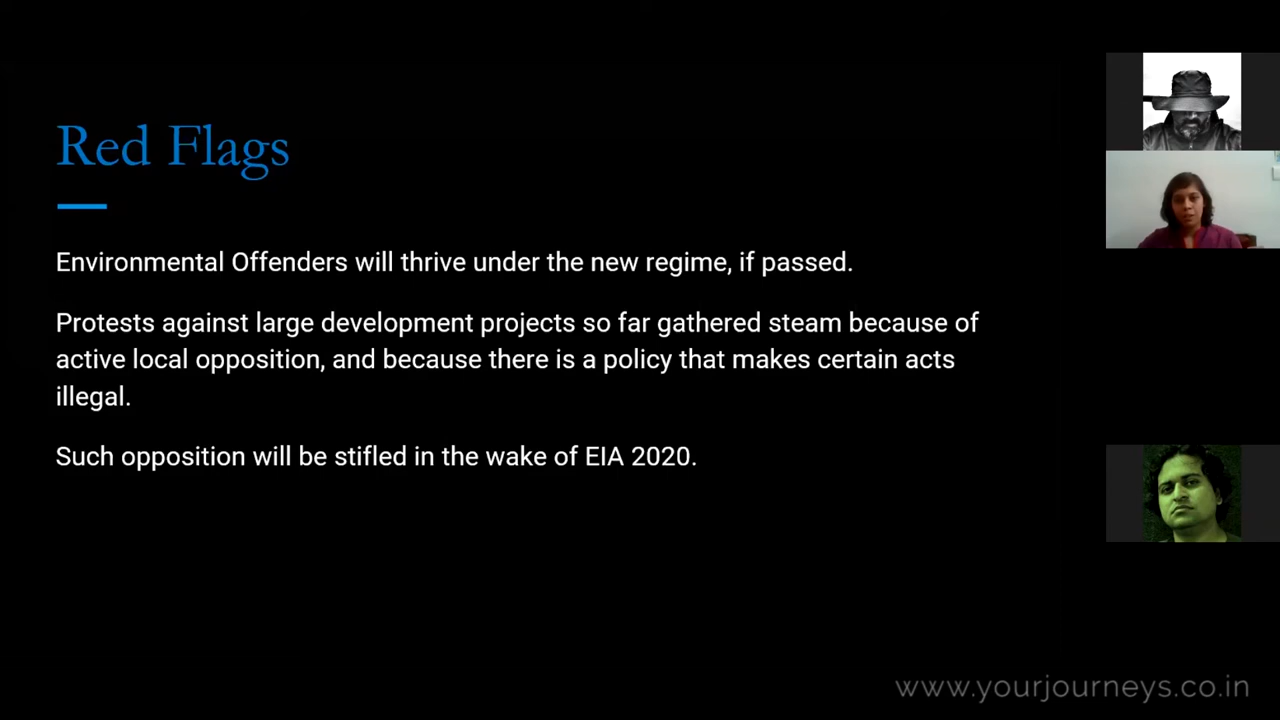 Red Flags
Environmental Offenders will thrive under the new regime, if passed.
Protests against large development projects so far gathered steam because of
active local opposition, and because there is a policy that makes certain acts
illegal.
Such opposition will be stifled in the wake of EIA 2020.
www.yourjourneys.co.in